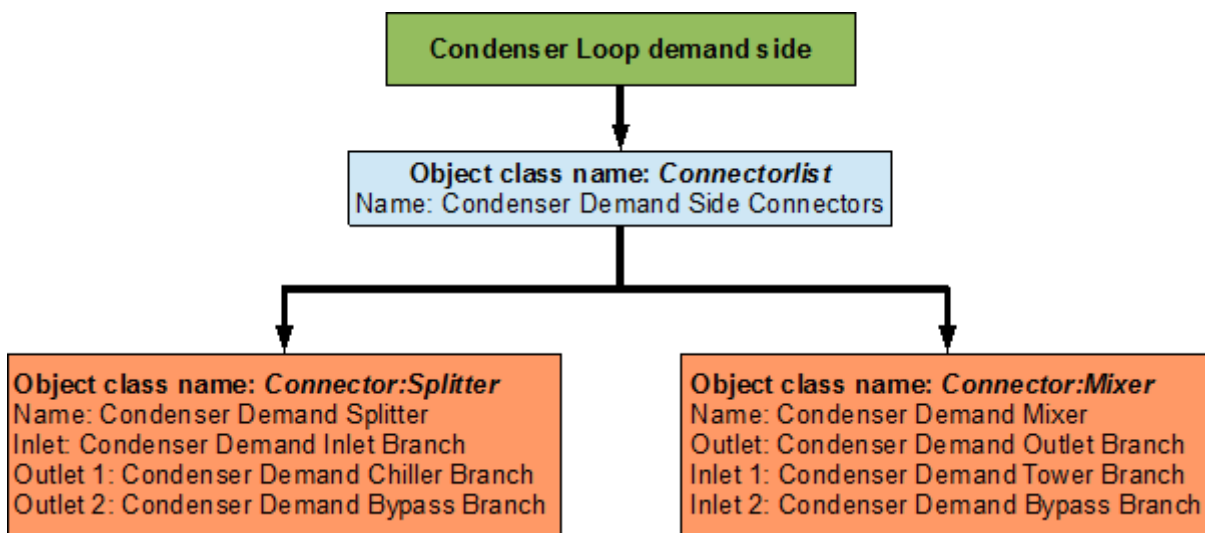 Condenser Loop demand side
Object class name: Connectorlist
Name: Condenser Demand Side Connectors
Object class name: Connector:Splitter
Name: Condenser Demand Splitter
Inlet: Condenser Demand Inlet Branch
Outlet 1: Condenser Demand Chiller Branch
Outlet 2: Condenser Demand Bypass Branch
Object class name: Connector:Mixer
Name: Condenser Demand Mixer
Outlet: Condenser Demand Outlet Branch
Inlet 1: Condenser Demand Tower Branch
Inlet 2: Condenser Demand Bypass Branch